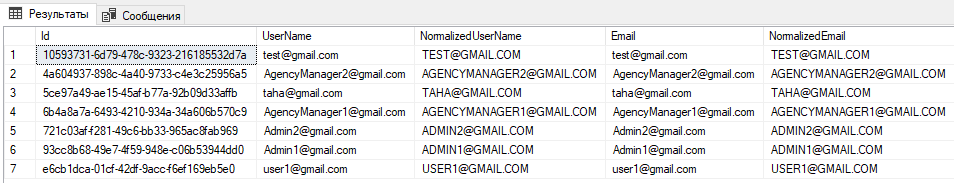 Результаты Сообщения
Id UserName NomalizedUserName Email NomalizedEmail
1 10593731-6d79-478c-9323-216185532d7a test@gmail.com TEST@GMAIL.COM test@gmail.com TEST@GMAIL.COM
2 4a604937-898c-4a40-9733-c4e3c25956a5 AgencyManager2@gmail.com AGENCYMANAGER2@GMAIL.COM AgencyManager2@gmail.com AGENCYMANAGER2@GMAIL.COM
3 5ce97a49-ae15-45af-b77a-92b09d33affb taha@gmail.com TAHA@GMAIL.COM taha@gmail.com TAHA@GMAIL.COM
4 6b4a8a7a-6493-4210-934a-34a606b570c9 AgencyManager1@gmail.com AGENCYMANAGER1@GMAIL.COM AgencyManager1@gmail.com AGENCYMANAGER1@GMAIL.COM
5 721c03af-f281-49c6-bb33-965ac8fab969 Admin2@gmail.com ADMIN2@GMAIL.COM Admin2@gmail.com ADMIN2@GMAIL.COM
6 93cc8b68-49e7-4f59-948e-c06b53944dd0 Admin1@gmail.com ADMIN1@GMAIL.COM Admin1@gmail.com ADMIN1@GMAIL.COM
7 e6cb1dca-01cf-42df-9acc-f6ef169eb5e0 user1@gmail.com USER1@GMAIL.COM user1@gmail.com USER1@GMAIL.COM